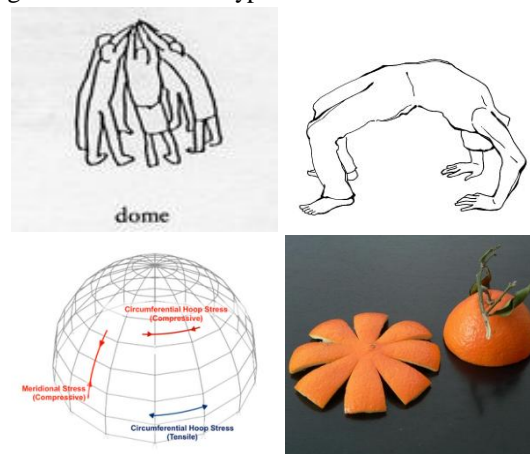 dome
Circumferential Hoop Stress
(Compressive)
Meridional Stress
(Compressive)
Circumferential Hoop Stress
(Tensile)